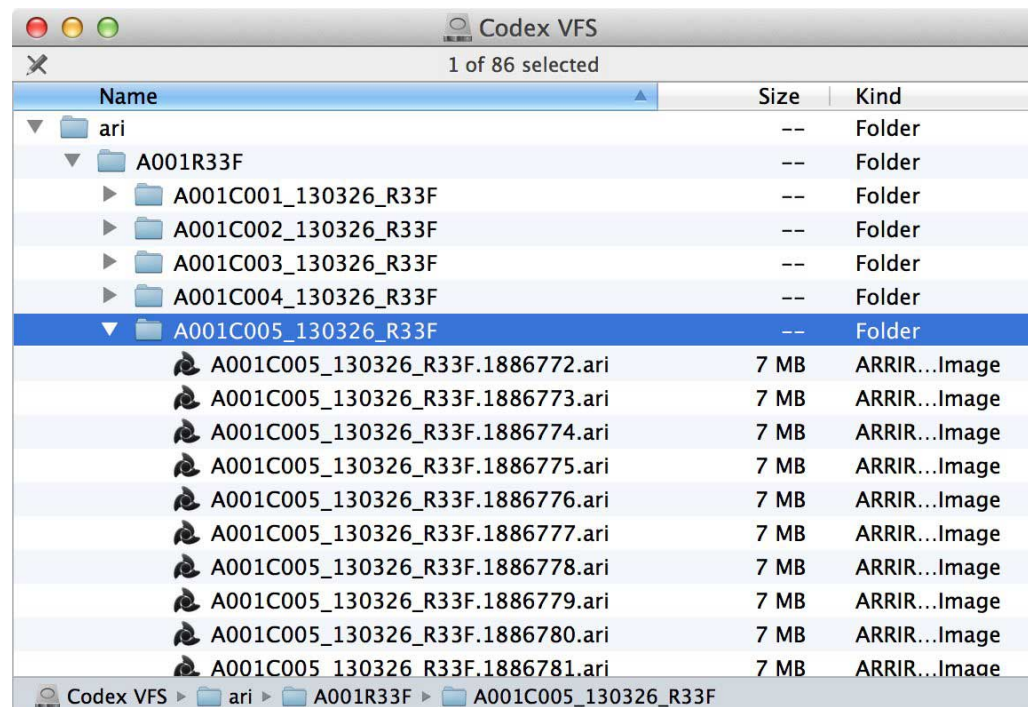 Codex VFS
1 of 86 selected
Name Size Kind
ari -- Folder
A001R33F -- Folder
A001C001_130326_R33F -- Folder
A001C002_130326_R33F -- Folder
A001C003_130326_R33F -- Folder
A001C004_130326_R33F -- Folder
A001C005_130326_R33F -- Folder
A001C005_130326_R33F.1886772.ari 7 MB ARRIR...Image
A001C005_130326_R33F.1886773.ari 7 MB ARRIR...Image
A001C005_130326_R33F.1886774.ari 7 MB ARRIR...Image
A001C005_130326_R33F.1886775.ari 7 MB ARRIR...Image
A001C005_130326_R33F.1886776.ari 7 MB ARRIR...Image
A001C005_130326_R33F.1886777.ari 7 MB ARRIR...Image
A001C005_130326_R33F.1886778.ari 7 MB ARRIR...Image
A001C005_130326_R33F.1886779.ari 7 MB ARRIR...Image
A001C005_130326_R33F.1886780.ari 7 MB ARRIR...Image
A001C005_130326_R33F.1886781.ari 7 MB ARRIR...Image
Codex VFS ▸ ari ▸ A001R33F ▸ A001C005_130326_R33F